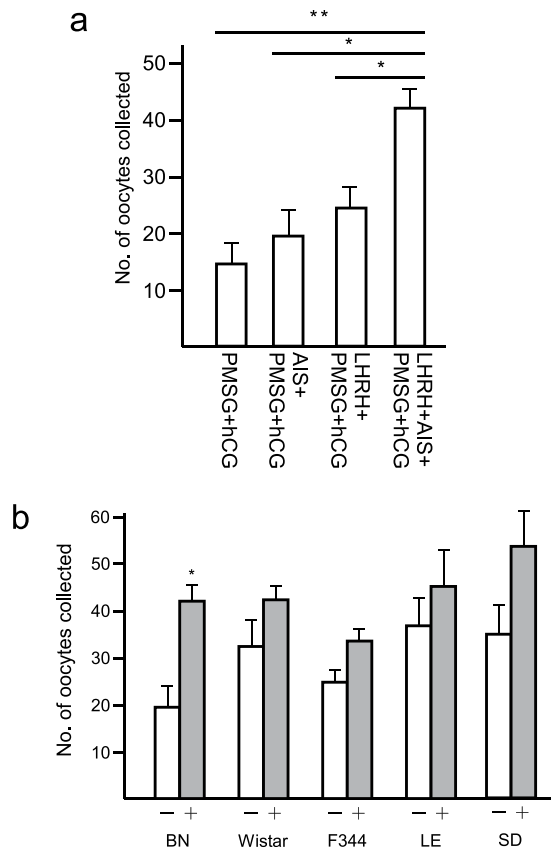 a
**
*
*
No. of oocytes collected
50
40
30
20
10
PMSG+hCG
AIS+
PMSG+hCG
LHRH+
PMSG+hCG
LHRH+AIS+
PMSG+hCG
b
No. of oocytes collected
60
50
40
30
20
10
*
− + − + − + − + − +
BN Wistar F344 LE SD